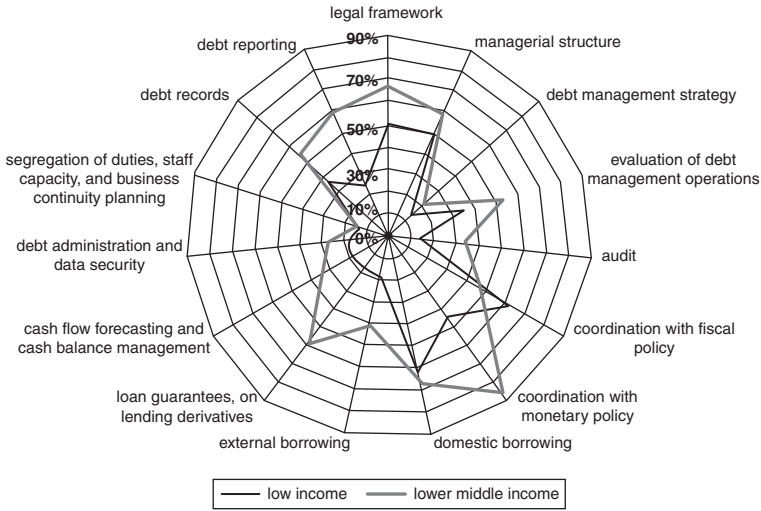 legal framework
90%
debt reporting
managerial structure
70%
debt records
debt management strategy
50%
segregation of duties, staff
capacity, and business
continuity planning
evaluation of debt
management operations
30%
10%
0%
debt administration and
data security
audit
cash flow forecasting and
cash balance management
coordination with fiscal
policy
loan guarantees, on
lending derivatives
coordination with
monetary policy
external borrowing
domestic borrowing
low income
lower middle income